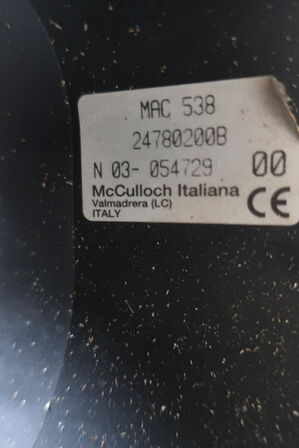 MAC 538
24780200B
N 03- 054729 00
McCulloch Italiana
Valmadrera (LC)
ITALY CE